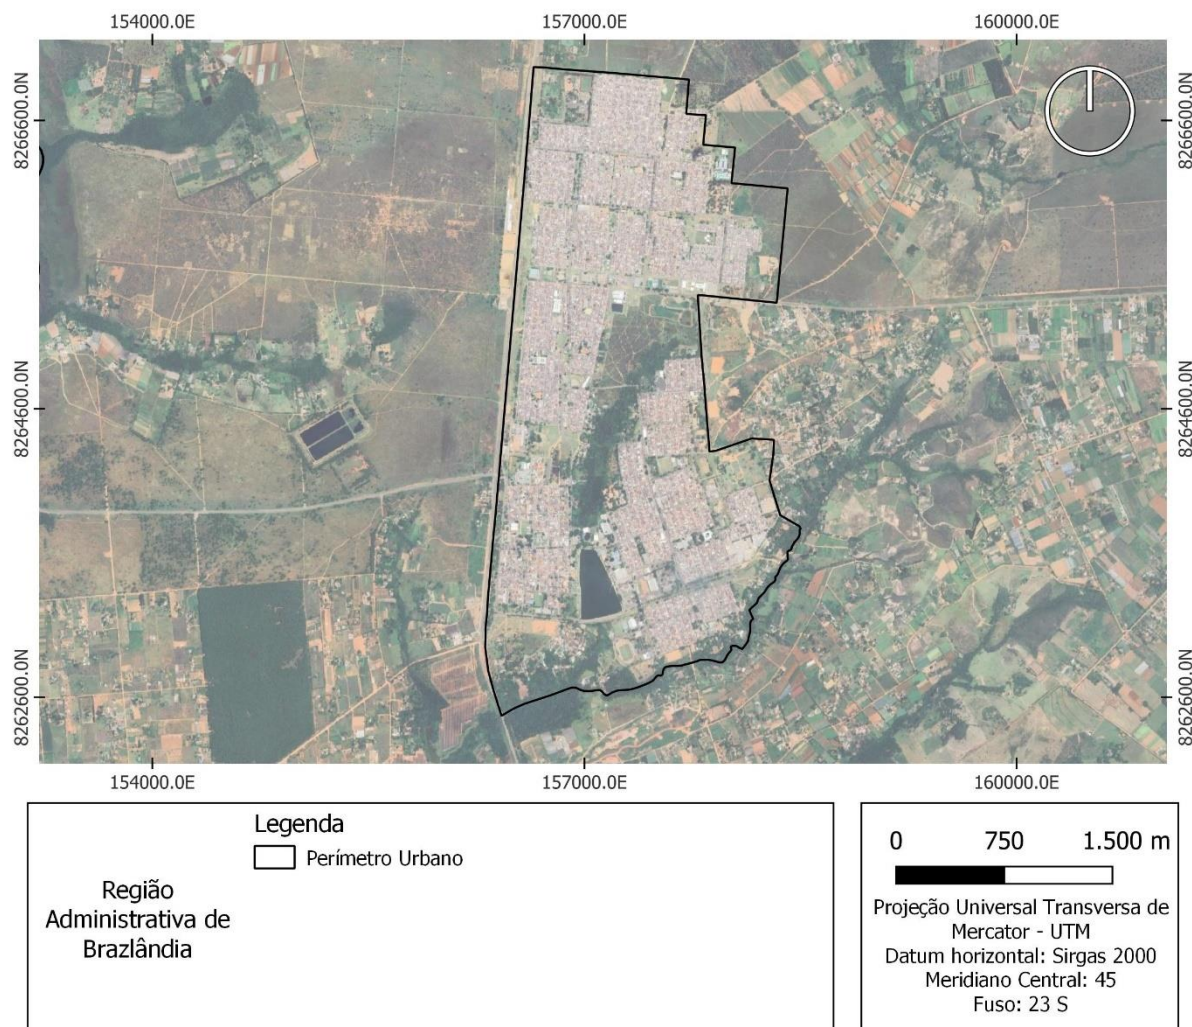 154000.0E 157000.0E 160000.0E
8266600.0N 8266600.0N
8264600.0N 8264600.0N
8262600.0N 8262600.0N
154000.0E 157000.0E 160000.0E
Região
Administrativa de
Brazlândia
Legenda
Perímetro Urbano
0 750 1.500 m
Projeção Universal Transversa de
Mercator - UTM
Datum horizontal: Sirgas 2000
Meridiano Central: 45
Fuso: 23 S